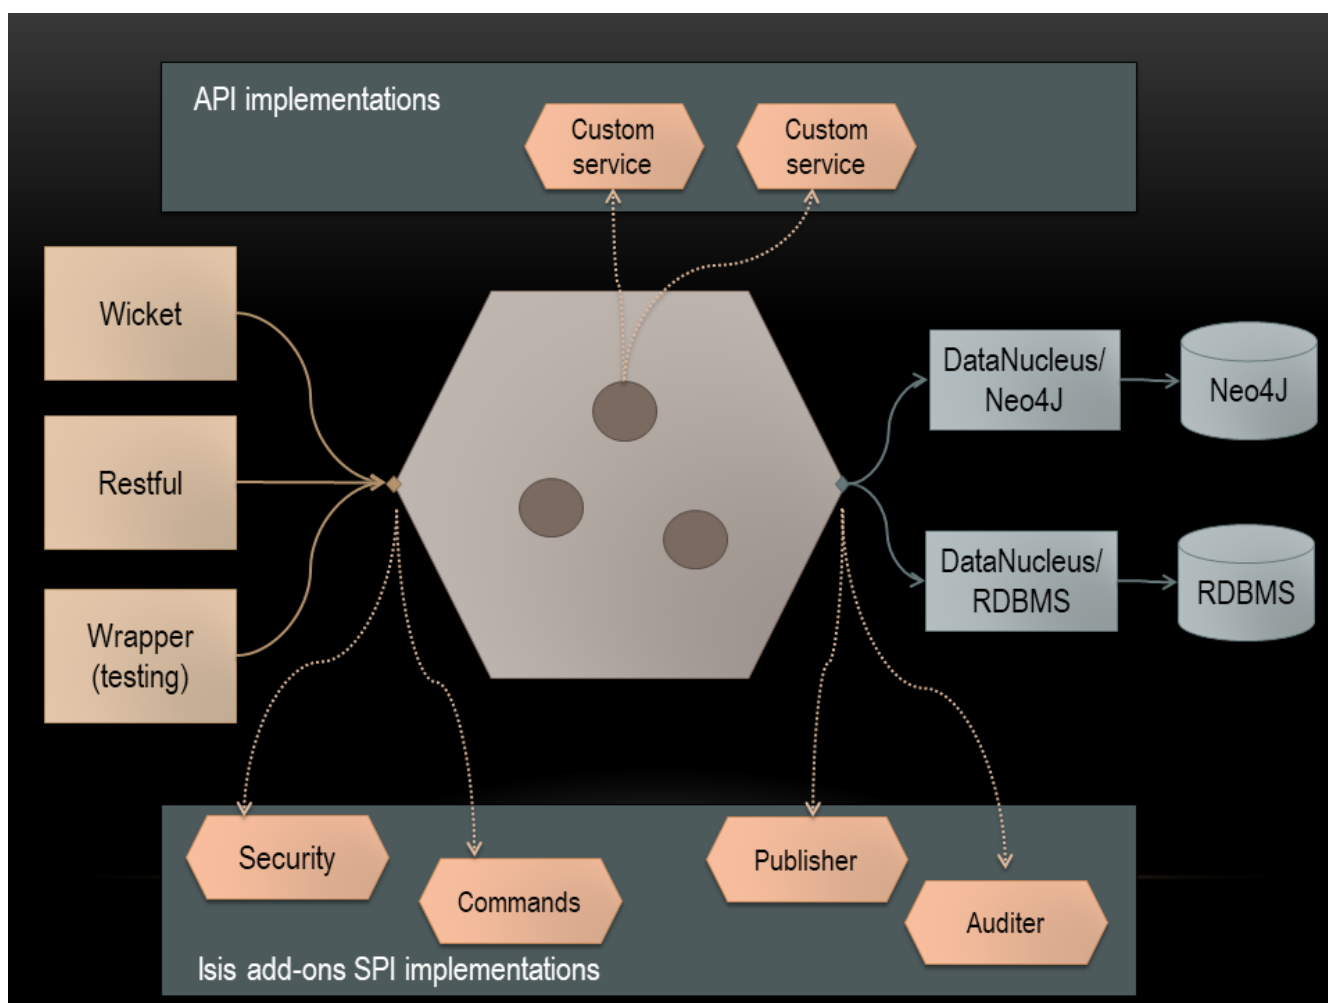 API implementations
Custom
service
Custom
service
Wicket
Restful
Wrapper
(testing)
DataNucleus/
Neo4J
Neo4J
DataNucleus/
RDBMS
RDBMS
Security
Commands
Publisher
Auditer
Isis add-ons SPI implementations